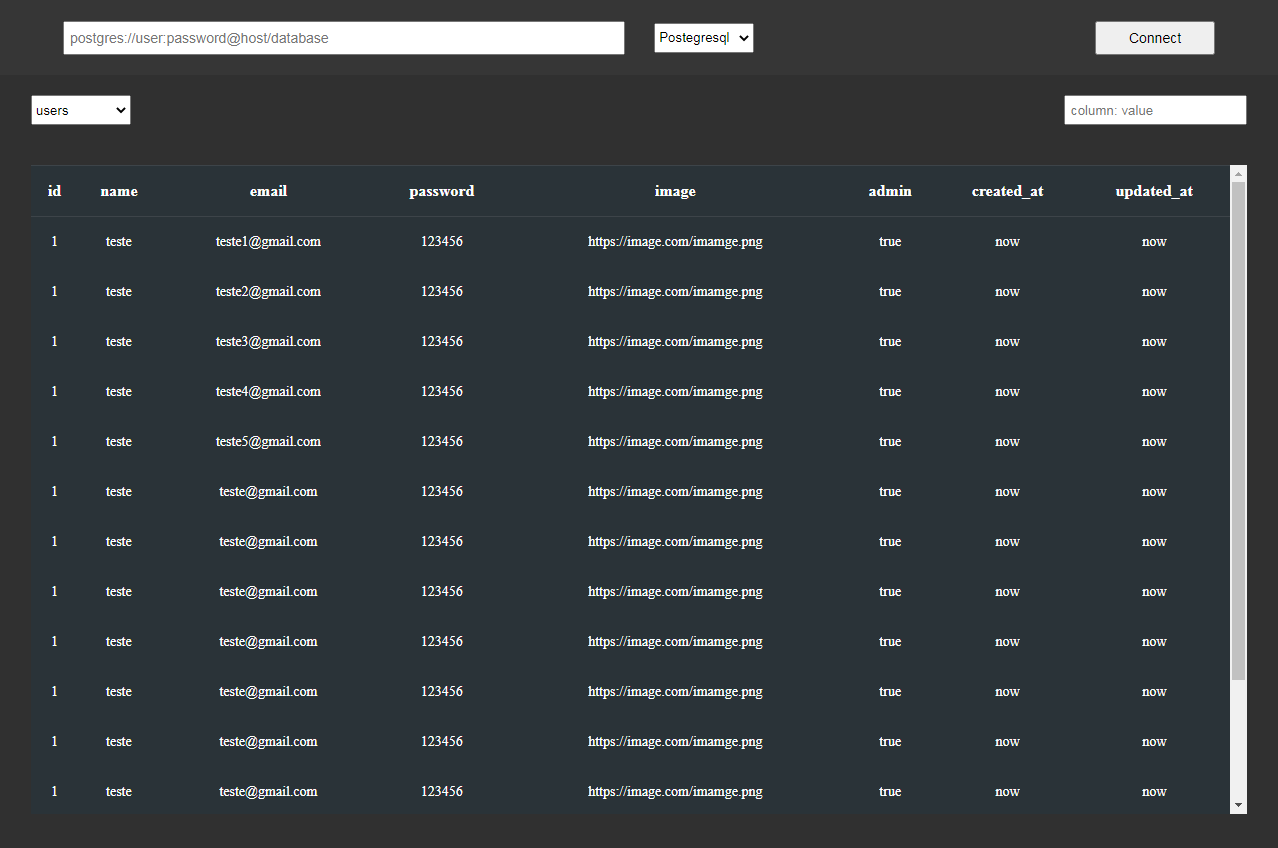 postgres://user:password@host/database Postegresql Connect
users column: value
id name email password image admin created_at updated_at
1 teste teste1@gmail.com 123456 https://image.com/imamge.png true now now
1 teste teste2@gmail.com 123456 https://image.com/imamge.png true now now
1 teste teste3@gmail.com 123456 https://image.com/imamge.png true now now
1 teste teste4@gmail.com 123456 https://image.com/imamge.png true now now
1 teste teste5@gmail.com 123456 https://image.com/imamge.png true now now
1 teste teste@gmail.com 123456 https://image.com/imamge.png true now now
1 teste teste@gmail.com 123456 https://image.com/imamge.png true now now
1 teste teste@gmail.com 123456 https://image.com/imamge.png true now now
1 teste teste@gmail.com 123456 https://image.com/imamge.png true now now
1 teste teste@gmail.com 123456 https://image.com/imamge.png true now now
1 teste teste@gmail.com 123456 https://image.com/imamge.png true now now
1 teste teste@gmail.com 123456 https://image.com/imamge.png true now now